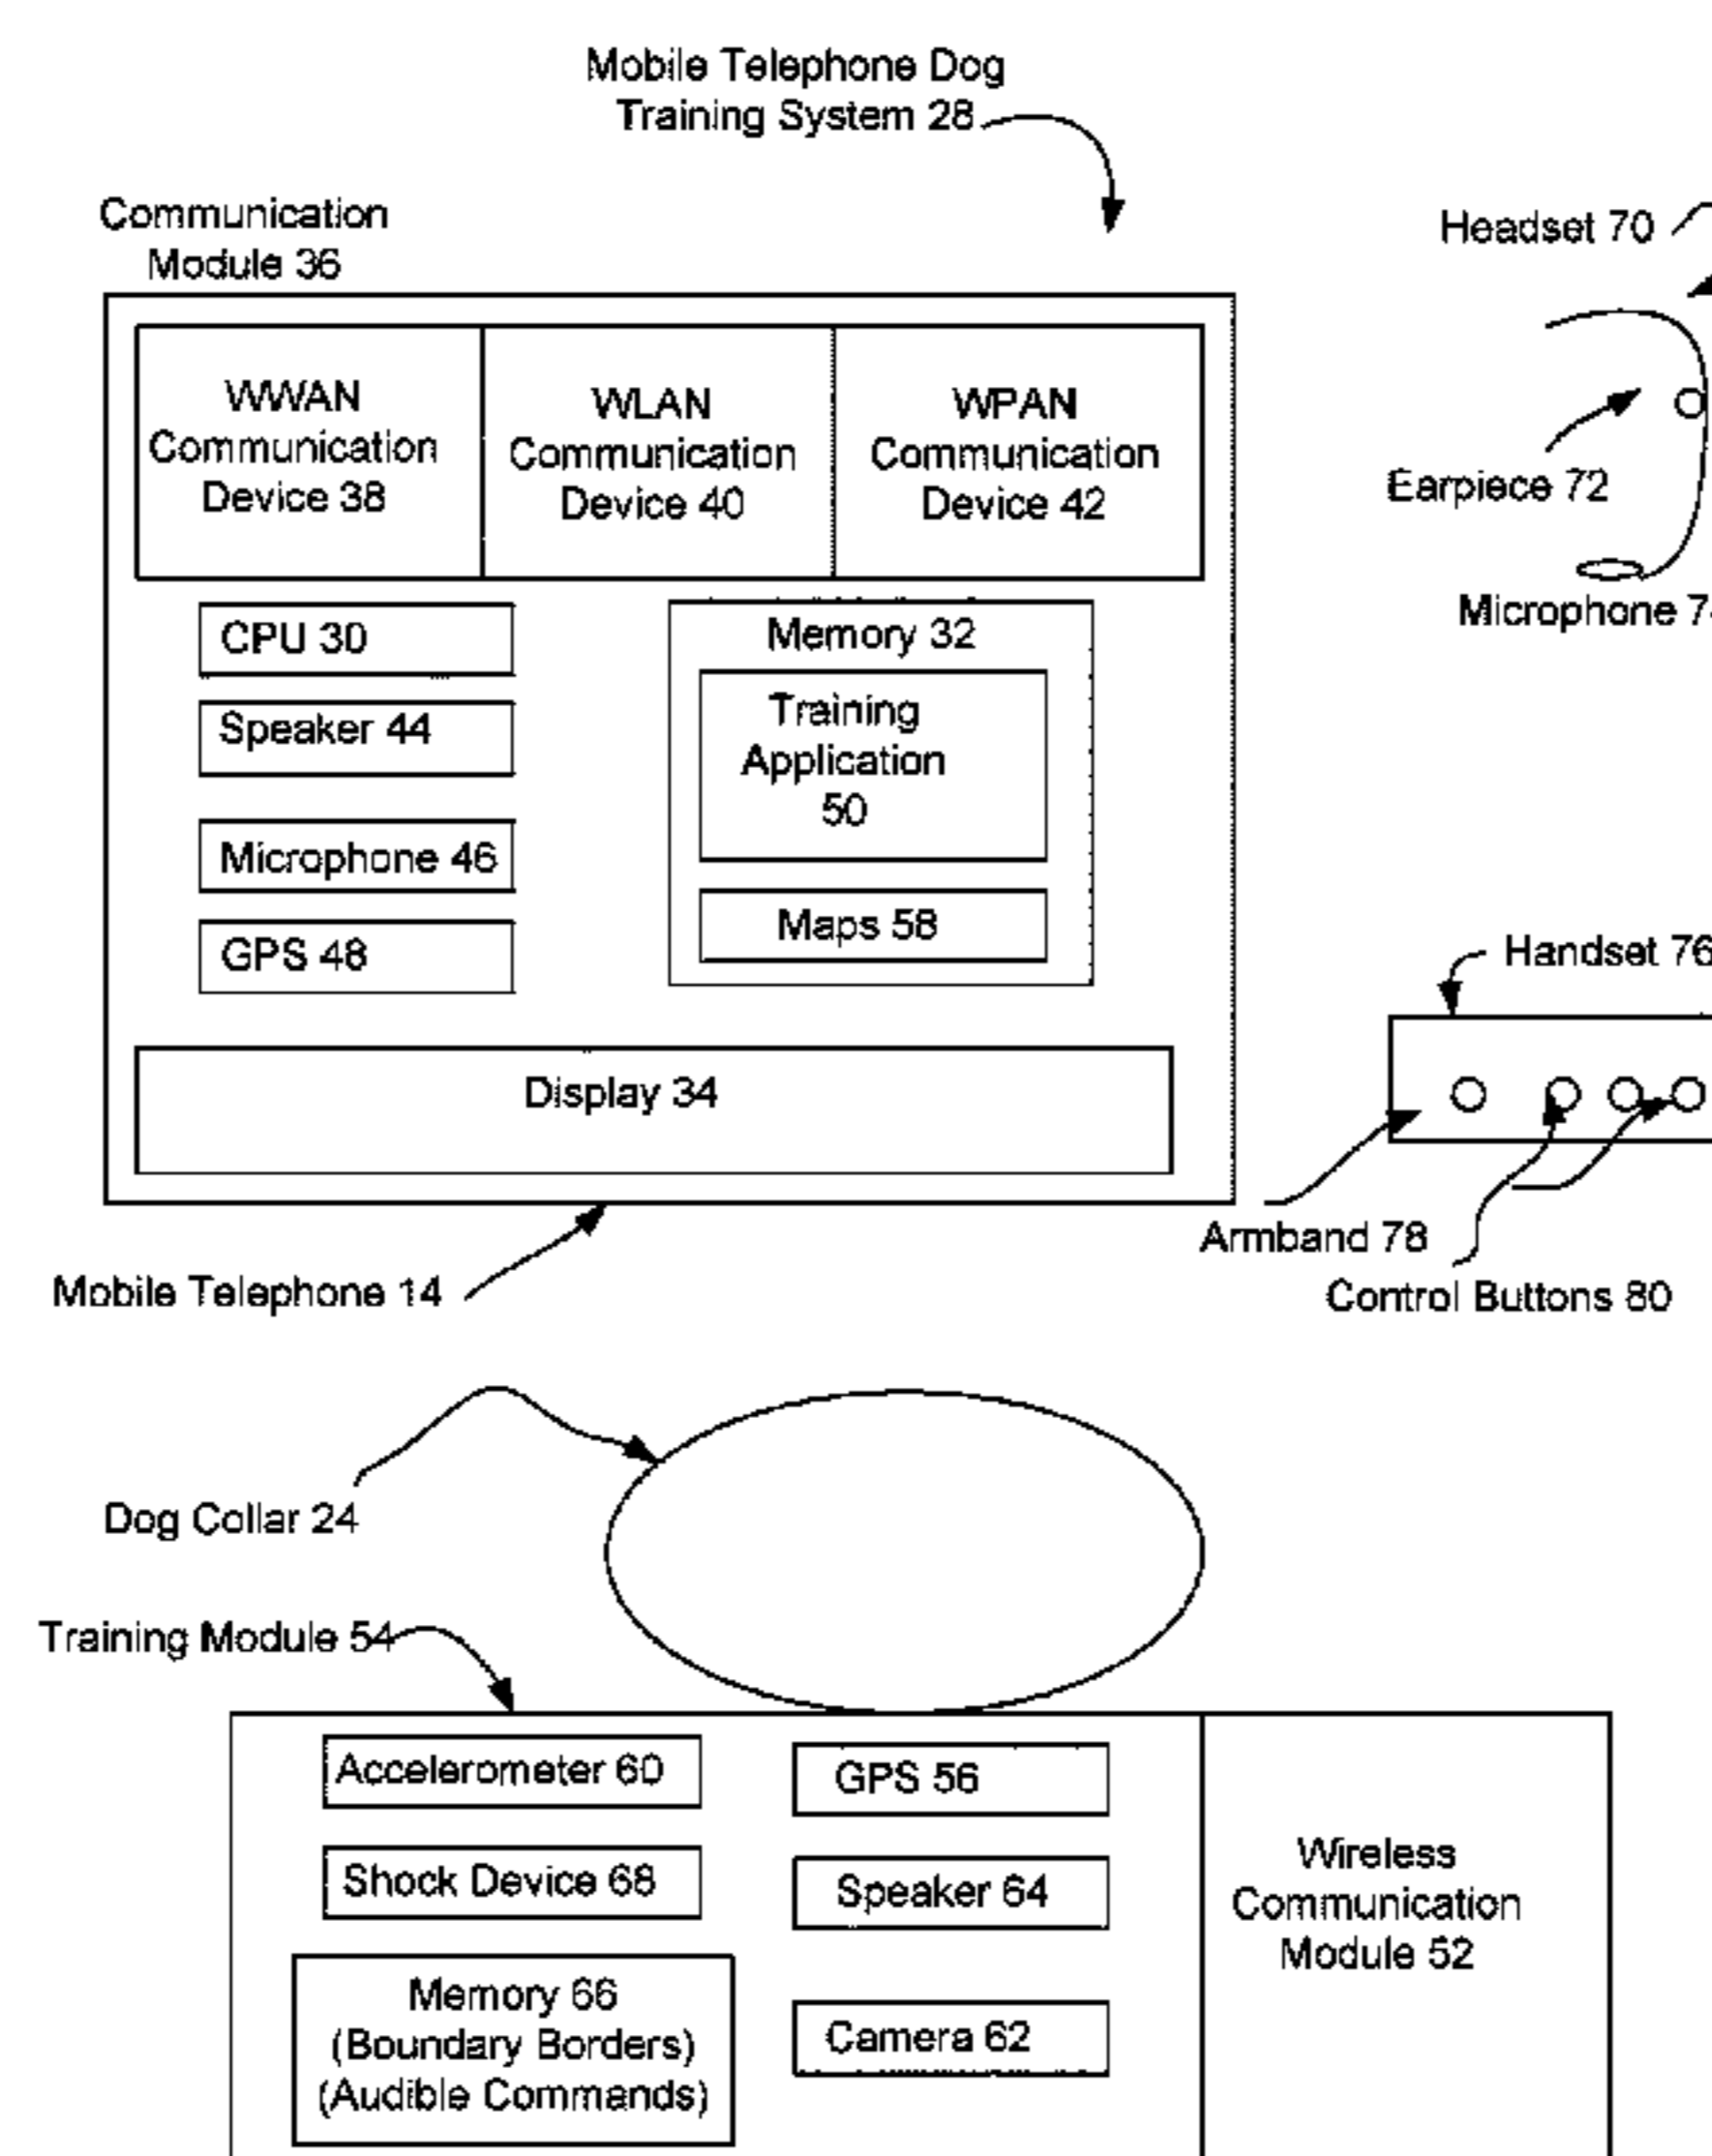 Mobile Telephone Dog
Training System 28
Communication
Module 36
Headset 70
WWAN
Communication
Device 38
WLAN
Communication
Device 40
WPAN
Communication
Device 42
Earpiece 72
Microphone
CPU 30
Speaker 44
Microphone 46
GPS 48
Memory 32
Training
Application
50
Maps 58
Handset 76
Display 34
Armband 78
Control Buttons 80
Mobile Telephone 14
Dog Collar 24
Training Module 54
Accelerometer 60
GPS 56
Shock Device 68
Speaker 64
Wireless
Communication
Module 52
Memory 66
(Boundary Borders)
(Audible Commands)
Camera 62